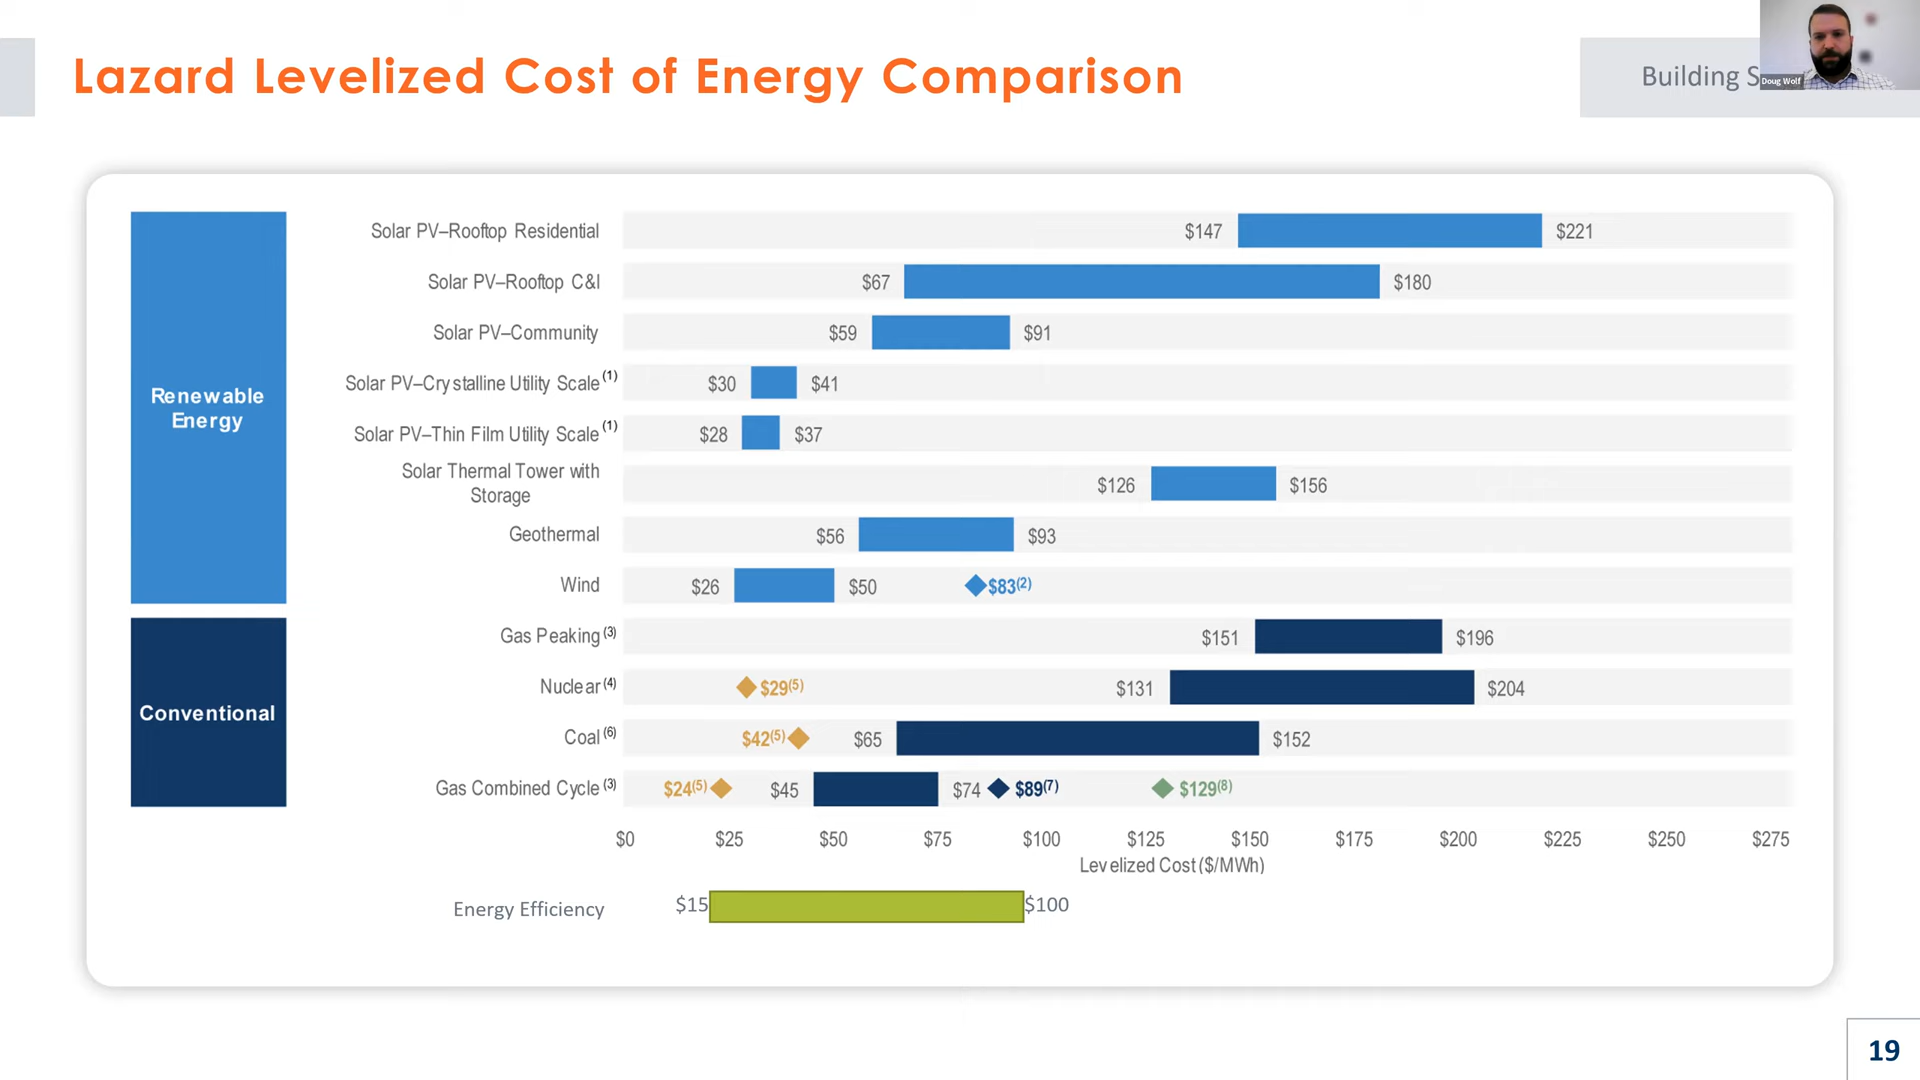 Lazard Levelized Cost of Energy Comparison
Building S
Doug Wolf
Renewable
Energy
Solar PV–Rooftop Residential $147 $221
Solar PV–Rooftop C&I $67 $180
Solar PV–Community $59 $91
Solar PV–Crystalline Utility Scale (1) $30 $41
Solar PV–Thin Film Utility Scale (1) $28 $37
Solar Thermal Tower with
Storage $126 $156
Geothermal $56 $93
Wind $26 $50 $83(2)
Conventional
Gas Peaking (3) $151 $196
Nuclear (4) $29(5) $131 $204
Coal (6) $42(5) $65 $152
Gas Combined Cycle (3) $24(5) $45 $74 $89(7) $129(8)
$0 $25 $50 $75 $100 $125 $150 $175 $200 $225 $250 $275
Levelized Cost ($/MWh)
Energy Efficiency $15 $100
19